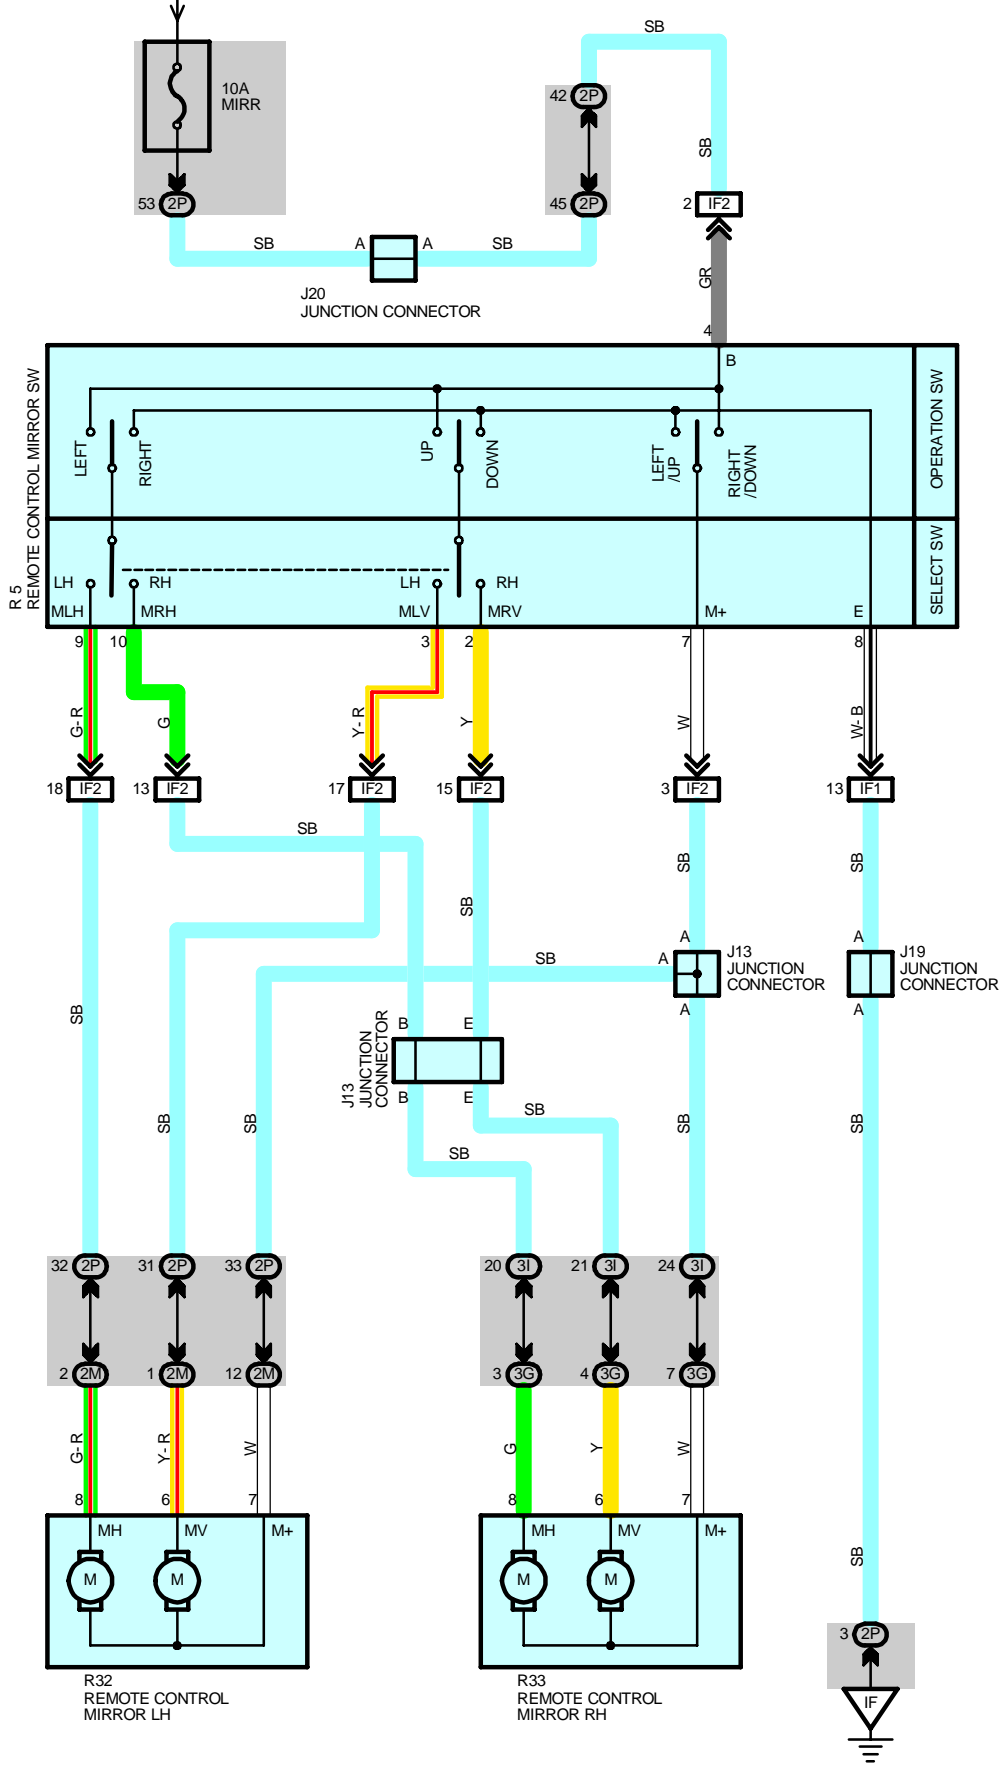 SB
10A
MIRR
42 2P
SB
53 2P
45 2P
2 IF2
SB
A
A
SB
GR
J20
JUNCTION CONNECTOR
4
B
R 5
REMOTE CONTROL MIRROR SW
LEFT
RIGHT
UP
DOWN
LEFT
/UP
RIGHT
/DOWN
OPERATION SW
LH
RH
LH
RH
SELECT SW
MLH
MRH
MLV
MRV
M+
E
9
10
3
2
7
8
G-R
G
Y-R
Y
W
W-B
18 IF2
13 IF2
17 IF2
15 IF2
3 IF2
13 IF1
SB
SB
SB
SB
A
A
J13
JUNCTION
CONNECTOR
J19
JUNCTION
CONNECTOR
A
SB
A
A
SB
J13
JUNCTION
CONNECTOR
B
E
B
E
SB
SB
SB
SB
SB
SB
32 2P
31 2P
33 2P
20 3I
21 3I
24 3I
2 2M
1 2M
12 2M
3 3G
4 3G
7 3G
G-R
Y-R
W
G
Y
W
8
6
7
8
6
7
MH
MV
M+
MH
MV
M+
SB
M
M
M
M
3 2P
R32
REMOTE CONTROL
MIRROR LH
R33
REMOTE CONTROL
MIRROR RH
IF